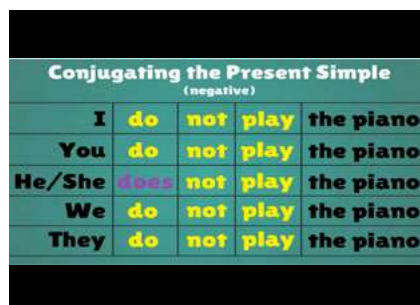 Conjugating the Present Simple
(negative)
I do not play the piano
You do not play the piano
He/She does not play the piano
We do not play the piano
They do not play the piano